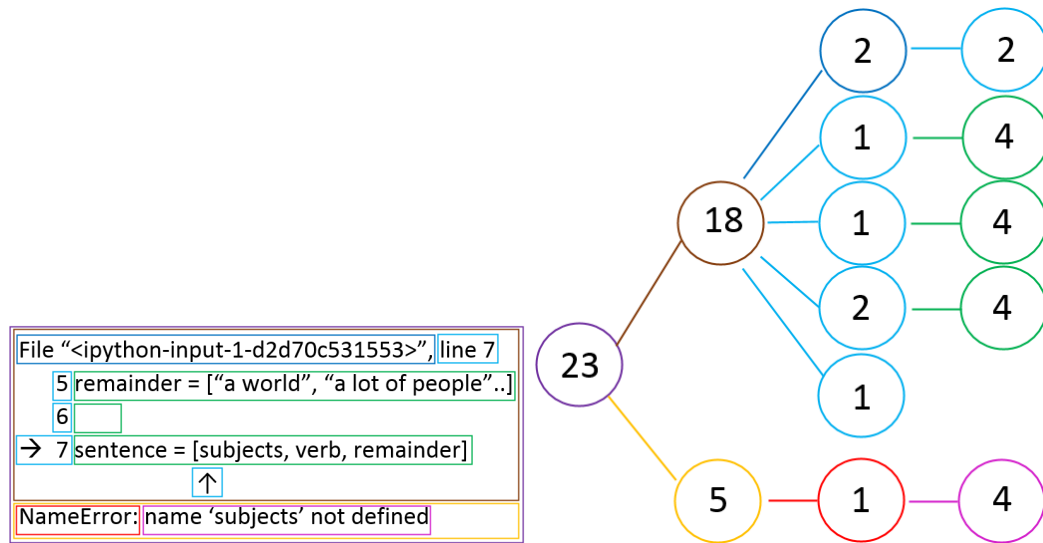 File “<ipython-input-1-d2d70c531553>”, line 7
5 remainder = [“a world”, “a lot of people”..]
6
→ 7 sentence = [subjects, verb, remainder]
↑
NameError: name ‘subjects’ not defined
23
18
5
2 2
1 4
1 4
2 4
1
1 4